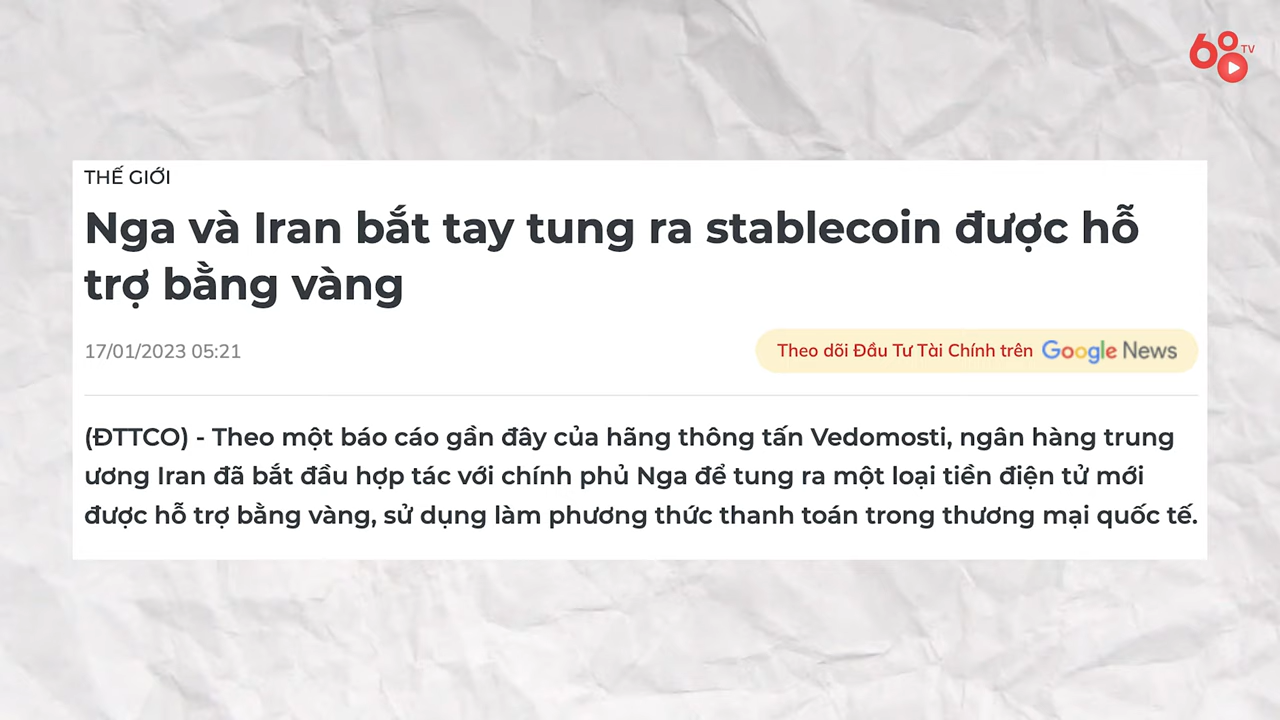 68 TV
THẾ GIỚI
Nga và Iran bắt tay tung ra stablecoin được hỗ
trợ bằng vàng
17/01/2023 05:21
Theo dõi Đầu Tư Tài Chính trên Google News
(ĐTTCO) - Theo một báo cáo gần đây của hãng thông tấn Vedomosti, ngân hàng trung
ương Iran đã bắt đầu hợp tác với chính phủ Nga để tung ra một loại tiền điện tử mới
được hỗ trợ bằng vàng, sử dụng làm phương thức thanh toán trong thương mại quốc tế.